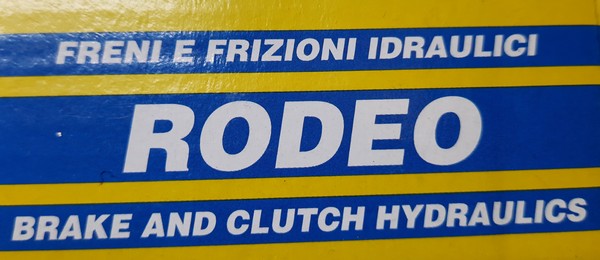 FRENI E FRIZIONI IDRAULICI
RODEO
BRAKE AND CLUTCH HYDRAULICS